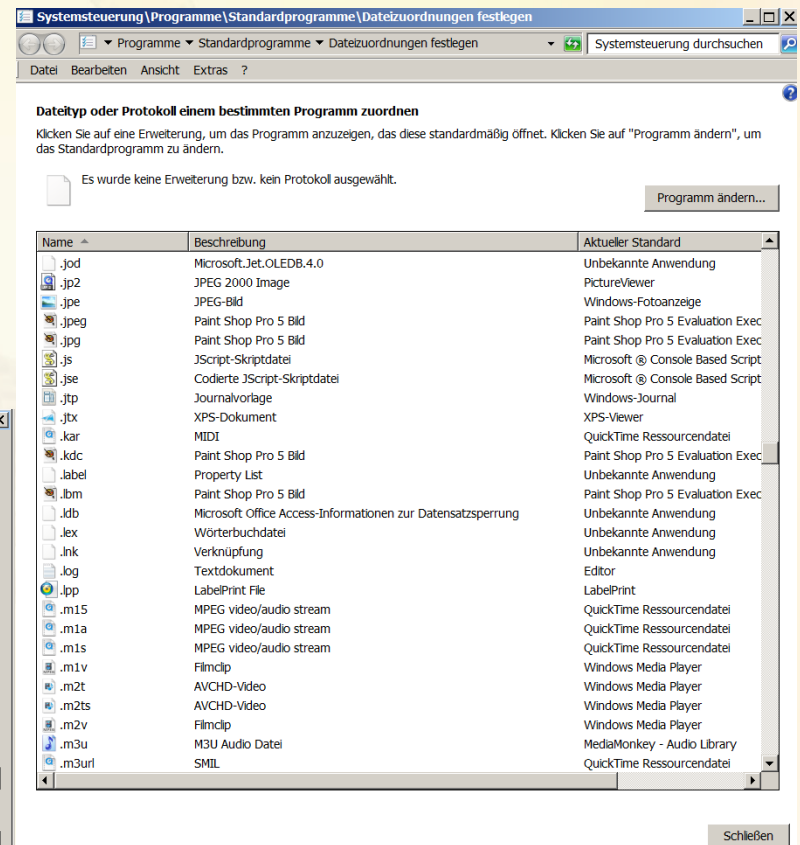 Systemsteuerung\Programme\Standardprogramme\Dateizuordnungen festlegen
Programme Standardprogramme Dateizuordnungen festlegen Systemsteuerung durchsuchen
Datei Bearbeiten Ansicht Extras ?
Dateityp oder Protokoll einem bestimmten Programm zuordnen
Klicken Sie auf eine Erweiterung, um das Programm anzuzeigen, das diese standardmäßig öffnet. Klicken Sie auf "Programm ändern", um
das Standardprogramm zu ändern.
Es wurde keine Erweiterung bzw. kein Protokoll ausgewählt.
Programm ändern...
Name Beschreibung Aktueller Standard
.jod Microsoft.Jet.OLEDB.4.0 Unbekannte Anwendung
.jp2 JPEG 2000 Image PictureViewer
.jpe JPEG-Bild Windows-Fotoanzeige
.jpeg Paint Shop Pro 5 Bild Paint Shop Pro 5 Evaluation Exec
.jpg Paint Shop Pro 5 Bild Paint Shop Pro 5 Evaluation Exec
.js JScript-Skriptdatei Microsoft ® Console Based Script
.jse Codierte JScript-Skriptdatei Microsoft ® Console Based Script
.jtp Journalvorlage Windows-Journal
.jtx XPS-Dokument XPS-Viewer
.kar MIDI QuickTime Ressourcendatei
.kdc Paint Shop Pro 5 Bild Paint Shop Pro 5 Evaluation Exec
.label Property List Unbekannte Anwendung
.lbm Paint Shop Pro 5 Bild Paint Shop Pro 5 Evaluation Exec
.ldb Microsoft Office Access-Informationen zur Datensatzsperrung Unbekannte Anwendung
.lex Wörterbuchdatei Unbekannte Anwendung
.lnk Verknüpfung Unbekannte Anwendung
.log Textdokument Editor
.lpp LabelPrint File LabelPrint
.m15 MPEG video/audio stream QuickTime Ressourcendatei
.m1a MPEG video/audio stream QuickTime Ressourcendatei
.m1s MPEG video/audio stream QuickTime Ressourcendatei
.m1v Filmclip Windows Media Player
.m2t AVCHD-Video Windows Media Player
.m2ts AVCHD-Video Windows Media Player
.m2v Filmclip Windows Media Player
.m3u M3U Audio Datei MediaMonkey - Audio Library
.m3url SMIL QuickTime Ressourcendatei
Schließen